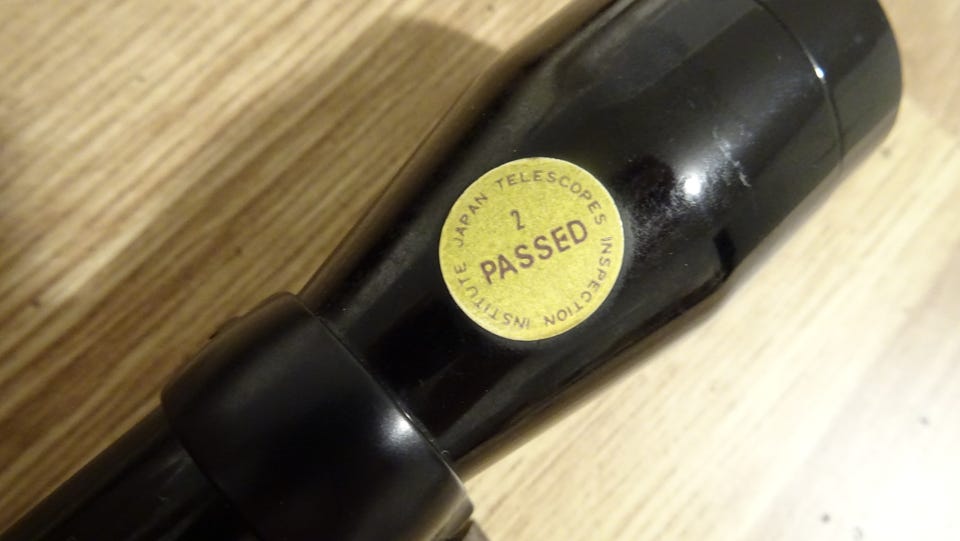 JAPAN TELESCOPES INSPECTION INSTITUTE
2
PASSED